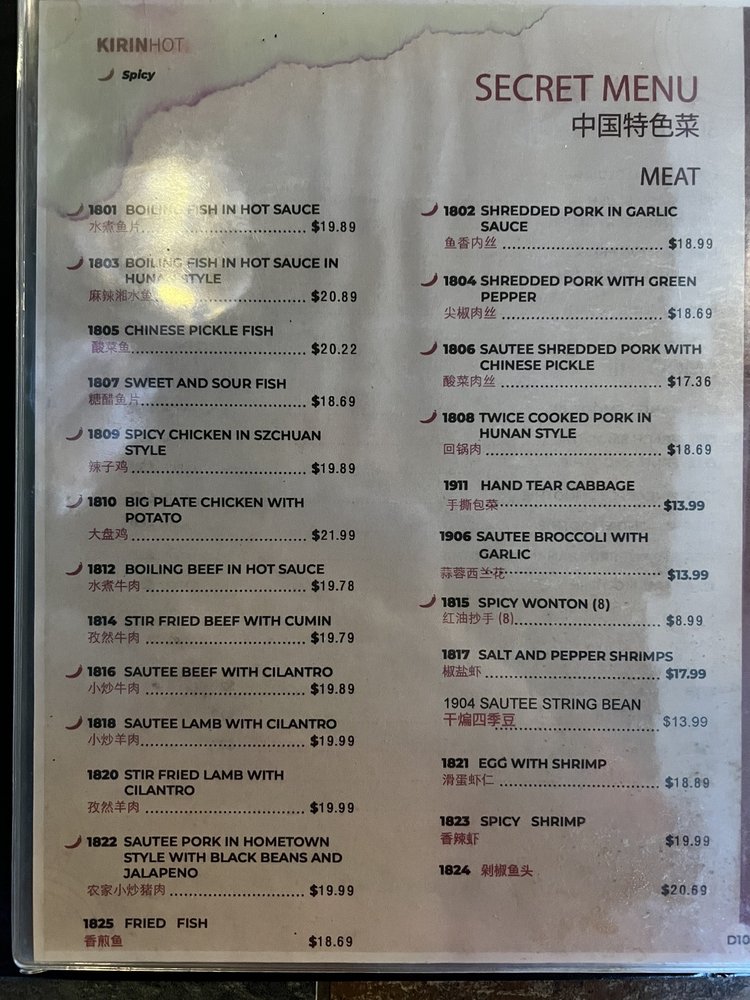 KIRINHOT
Spicy
SECRET MENU
中国特色菜
MEAT
1801 BOILING FISH IN HOT SAUCE
水煮鱼片 $19.89
1803 BOILING FISH IN HOT SAUCE IN
HUNAN STYLE
麻辣湘水鱼 $20.89
1805 CHINESE PICKLE FISH
酸菜鱼 $20.22
1807 SWEET AND SOUR FISH
糖醋鱼片 $18.69
1809 SPICY CHICKEN IN SZCHUAN
STYLE
辣子鸡 $19.89
1810 BIG PLATE CHICKEN WITH
POTATO
大盘鸡 $21.99
1812 BOILING BEEF IN HOT SAUCE
水煮牛肉 $19.78
1814 STIR FRIED BEEF WITH CUMIN
孜然牛肉 $19.79
1816 SAUTEE BEEF WITH CILANTRO
小炒牛肉 $19.89
1818 SAUTEE LAMB WITH CILANTRO
小炒羊肉 $19.99
1820 STIR FRIED LAMB WITH
CILANTRO
孜然羊肉 $19.99
1822 SAUTEE PORK IN HOMETOWN
STYLE WITH BLACK BEANS AND
JALAPENO
农家小炒猪肉 $19.99
1825 FRIED FISH
香煎鱼 $18.69
1802 SHREDDED PORK IN GARLIC
SAUCE
鱼香内丝 $18.99
1804 SHREDDED PORK WITH GREEN
PEPPER
尖椒肉丝 $18.69
1806 SAUTEE SHREDDED PORK WITH
CHINESE PICKLE
酸菜肉丝 $17.36
1808 TWICE COOKED PORK IN
HUNAN STYLE
回锅肉 $18.69
1911 HAND TEAR CABBAGE
手撕包菜 $13.99
1906 SAUTEE BROCCOLI WITH
GARLIC
蒜蓉西兰花 $13.99
1815 SPICY WONTON (8)
红油抄手 (8) $8.99
1817 SALT AND PEPPER SHRIMPS
椒盐虾 $17.99
1904 SAUTEE STRING BEAN
干煸四季豆 $13.99
1821 EGG WITH SHRIMP
滑蛋虾仁 $18.89
1823 SPICY SHRIMP
香辣虾 $19.99
1824 剁椒鱼头
$20.69
D10